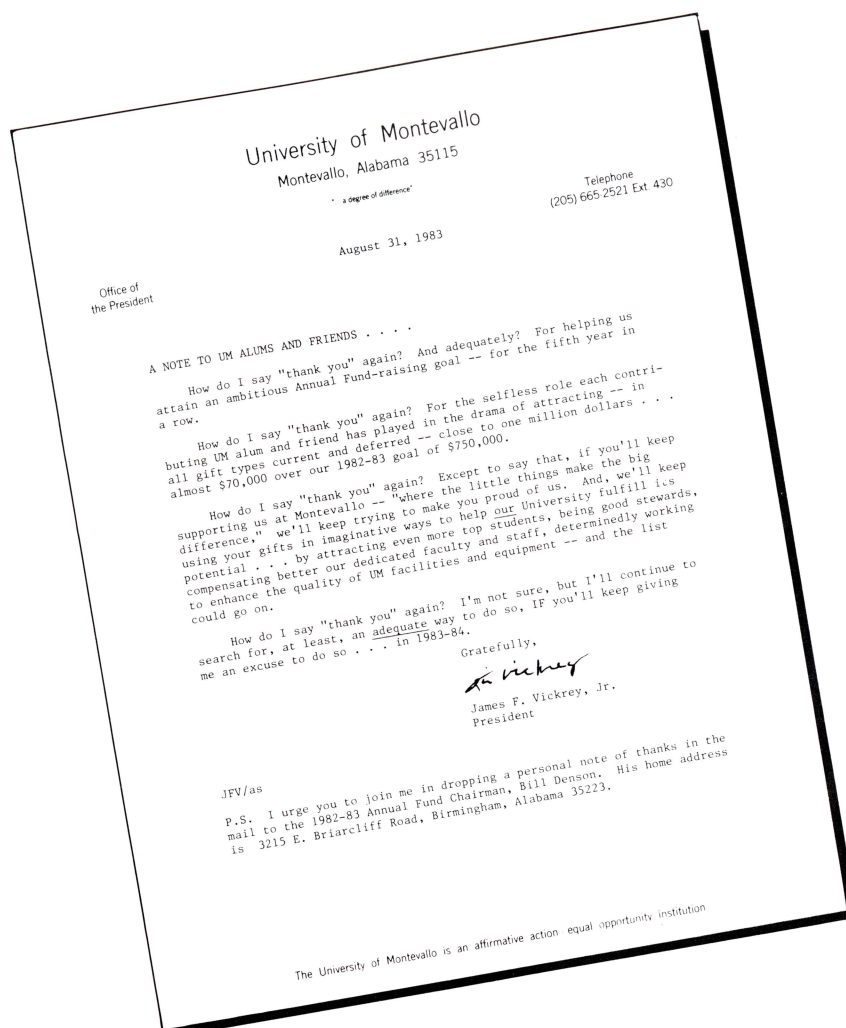 University of Montevallo
Montevallo, Alabama 35115
"a degree of difference"
Telephone
(205) 665-2521 Ext. 430
August 31, 1983
Office of
the President
A NOTE TO UM ALUMS AND FRIENDS . . . .
How do I say "thank you" again? And adequately? For helping us
attain an ambitious Annual Fund-raising goal -- for the fifth year in
a row.
How do I say "thank you" again? For the selfless role each contri-
buting UM alum and friend has played in the drama of attracting -- in
all gift types current and deferred -- close to one million dollars . . .
almost $70,000 over our 1982-83 goal of $750,000.
How do I say "thank you" again? Except to say that, if you'll keep
supporting us at Montevallo -- "where the little things make the big
difference," we'll keep trying to make you proud of us. And, we'll keep
using your gifts in imaginative ways to help our University fulfill its
potential . . . by attracting even more top students, being good stewards,
compensating better our dedicated faculty and staff, determinedly working
to enhance the quality of UM facilities and equipment -- and the list
could go on.
How do I say "thank you" again? I'm not sure, but I'll continue to
search for, at least, an adequate way to do so, IF you'll keep giving
me an excuse to do so . . . in 1983-84.
Gratefully,
Jim Vickrey
James F. Vickrey, Jr.
President
JFV/as
P.S. I urge you to join me in dropping a personal note of thanks in the
mail to the 1982-83 Annual Fund Chairman, Bill Denson. His home address
is 3215 E. Briarcliff Road, Birmingham, Alabama 35223.
The University of Montevallo is an affirmative action equal opportunity institution